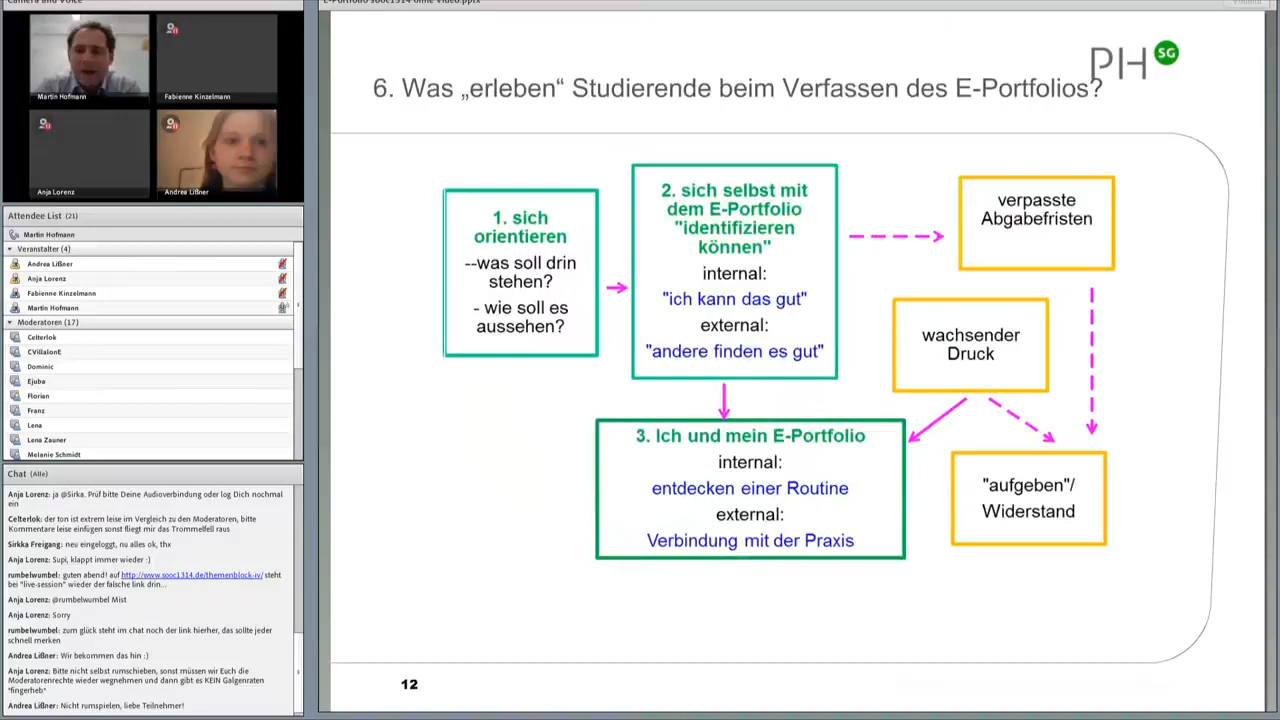 Camera and Voice
Martin Hofmann
Fabienne Kinzelmann
Anja Lorenz
Andrea Lißner
Attendee List (21)
Martin Hofmann
Veranstalter (4)
Andrea Lißner
Anja Lorenz
Fabienne Kinzelmann
Martin Hofmann
Moderatoren (17)
Celterlok
CVillalonE
Dominic
Ejuba
Florian
Franz
Lena
Lena Zauner
Melanie Schmidt
Chat (Alle)
Anja Lorenz: ja @Sirka. Prüf bitte Deine Audioverbindung oder log Dich nochmal
ein
Celterlok: der ton ist extrem leise im Vergleich zu den Moderatoren, bitte
Kommentare leise einfügen sonst fliegt mir das Trommelfell raus
Sirkka Freigang: neu eingeloggt, nu alles ok, thx
Anja Lorenz: Supi, klappt immer wieder :)
rumbelwumbel: guten abend! auf http://www.sooc1314.de/themenblock-iv/ steht
bei "live-session" wieder der falsche link drin...
Anja Lorenz: @rumbelwumbel Mist
Anja Lorenz: Sorry
rumbelwumbel: zum glück steht im chat noch der link hierher, das sollte jeder
schnell merken
Andrea Lißner: Wir bekommen das hin :)
Anja Lorenz: Bitte nicht selbst rumschieben, sonst müssen wir Euch die
Moderatorenrechte wieder wegnehmen und dann gibt es KEIN Galgenraten
*fingerheb*
Andrea Lißner: Nicht rumspielen, liebe Teilnehmer!
E-Portfolio sooc1314 ohne Video.pptx
PH SG
6. Was „erleben“ Studierende beim Verfassen des E-Portfolios?
1. sich
orientieren
--was soll drin
stehen?
- wie soll es
aussehen?
2. sich selbst mit
dem E-Portfolio
"identifizieren
können"
internal:
"ich kann das gut"
external:
"andere finden es gut"
verpasste
Abgabefristen
wachsender
Druck
3. Ich und mein E-Portfolio
internal:
entdecken einer Routine
external:
Verbindung mit der Praxis
"aufgeben"/
Widerstand
12